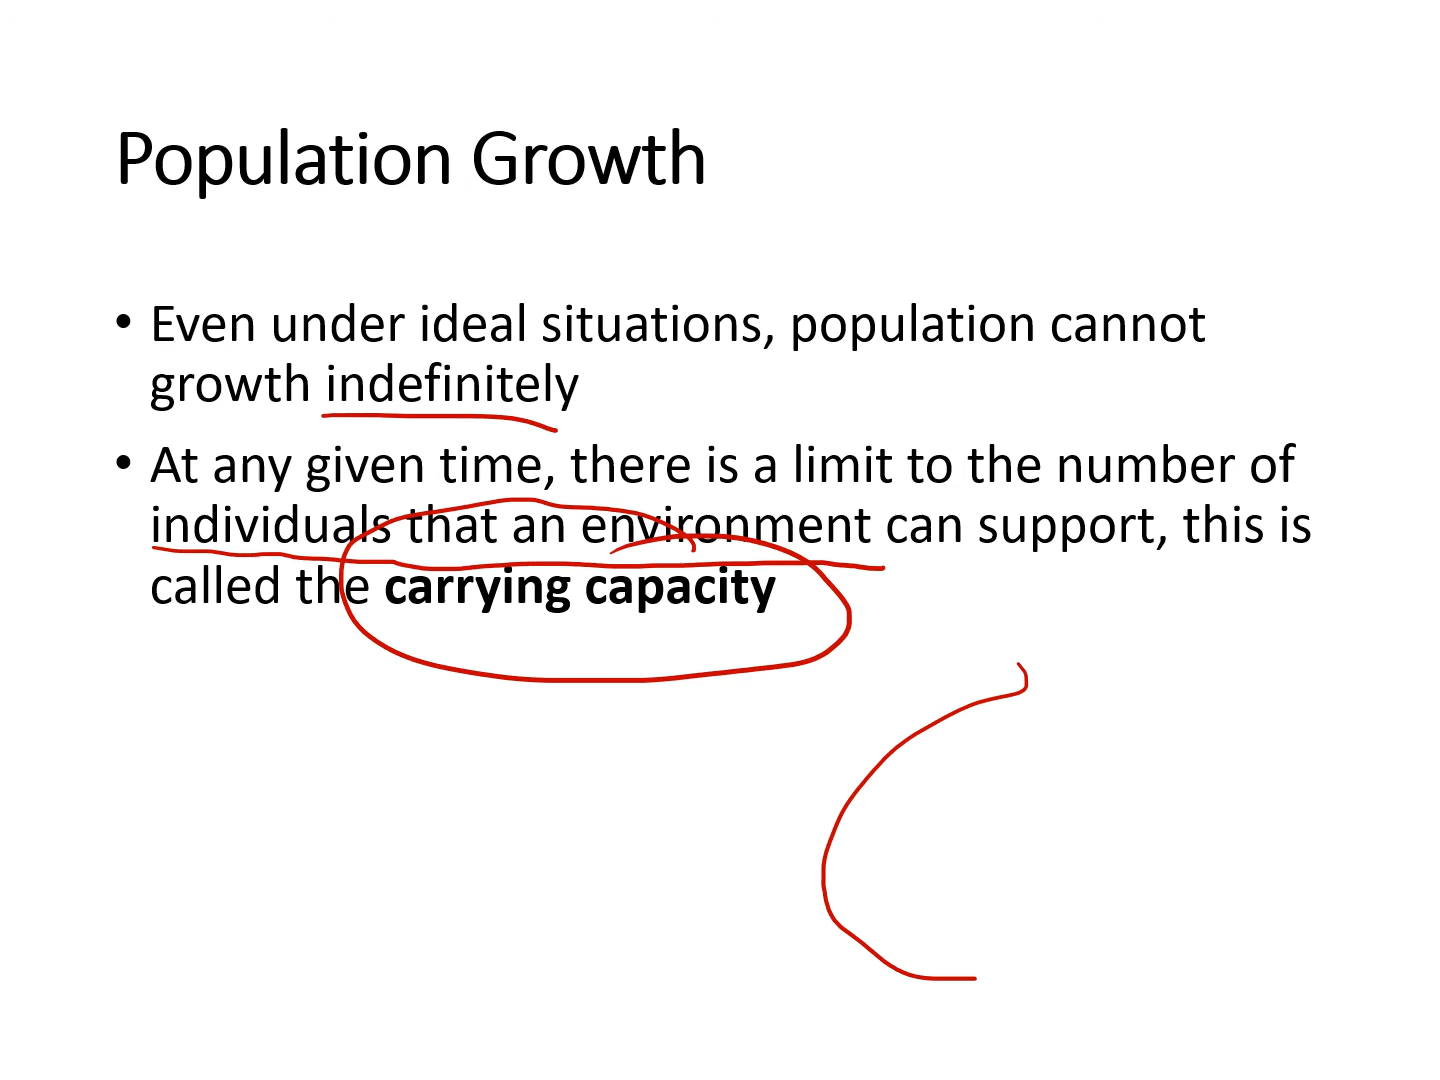 Population Growth
• Even under ideal situations, population cannot
growth indefinitely
• At any given time, there is a limit to the number of
individuals that an environment can support, this is
called the carrying capacity